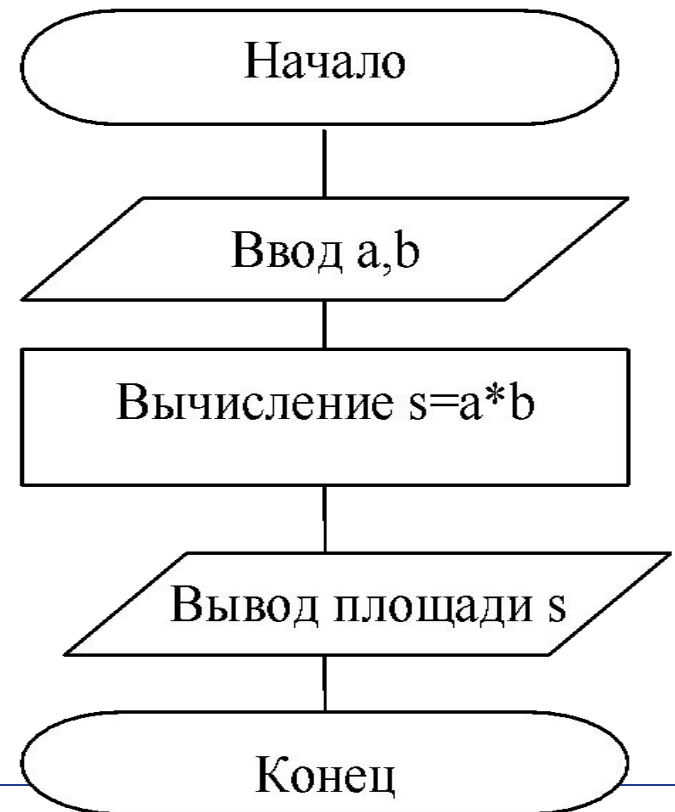 Начало
Ввод a,b
Вычисление s=a*b
Вывод площади s
Конец